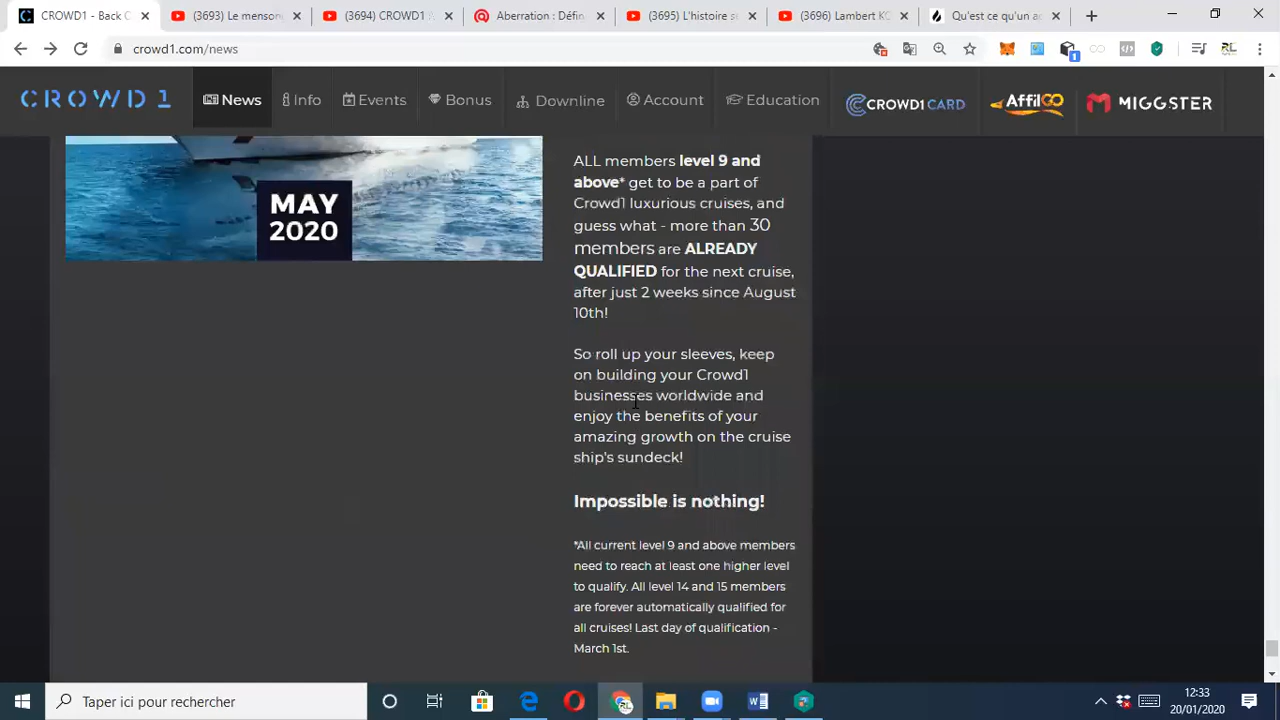 CROWD1 - Back O
(3693) Le mensor
(3694) CROWD1
Aberration : Défin
(3695) L'histoire s
(3696) Lambert KO
Qu'est ce qu'un a
crowd1.com/news
CROWD1
News
Info
Events
Bonus
Downline
Account
Education
CROWD1CARD
AffilGO
MIGGSTER
MAY
2020
ALL members level 9 and
above* get to be a part of
Crowd1 luxurious cruises, and
guess what - more than 30
members are ALREADY
QUALIFIED for the next cruise,
after just 2 weeks since August
10th!
So roll up your sleeves, keep
on building your Crowd1
businesses worldwide and
enjoy the benefits of your
amazing growth on the cruise
ship's sundeck!
Impossible is nothing!
*All current level 9 and above members
need to reach at least one higher level
to qualify. All level 14 and 15 members
are forever automatically qualified for
all cruises! Last day of qualification -
March 1st.
Taper ici pour rechercher
12:33
20/01/2020